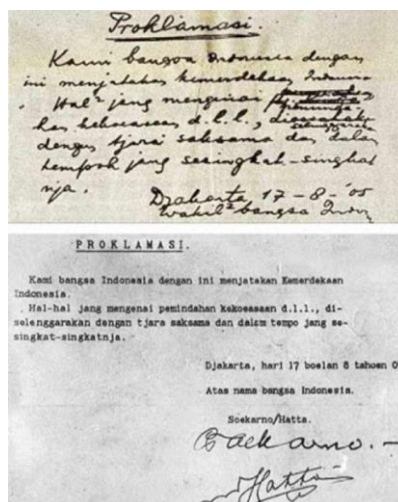 Proklamasi.
Kami bangsa Indonesia dengan
ini menjatakan kemerdekaan
Hal² jang mengenai
kekoeasaan d.l.l.,
dengan tjara saksama dan dalam
tempoh jang sesingkat-singkat
nja.
Djakarta, 17-8-'05
Wakil² bangsa
PROKLAMASI.
Kami bangsa Indonesia dengan ini menjatakan Kemerdekaan
Indonesia.
Hal-hal jang mengenai pemindahan kekoeasaan d.l.l., di-
selenggarakan dengan tjara saksama dan dalam tempo jang se-
singkat-singkatnja.
Djakarta, hari 17 boelan 8 tahoen 0
Atas nama bangsa Indonesia.
Soekarno/Hatta.
Soekarno.-
Hatta